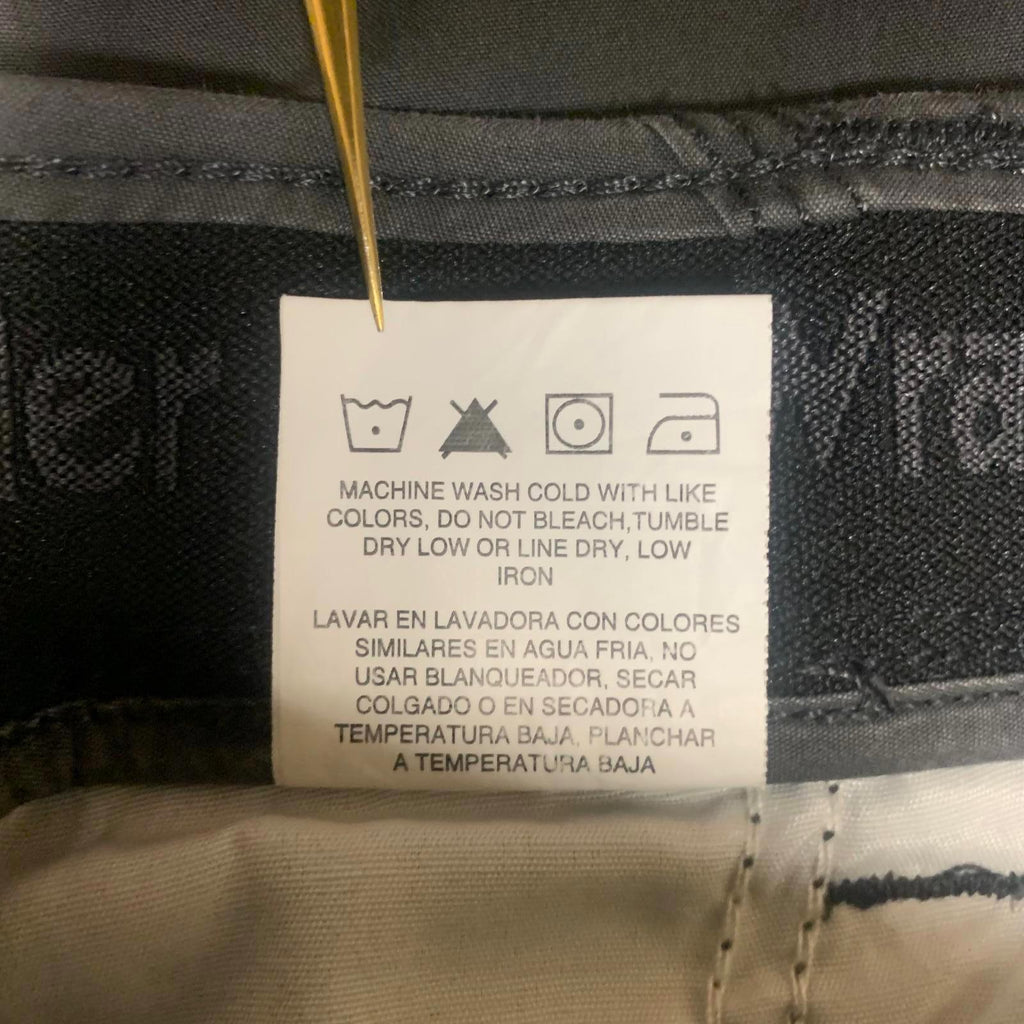 er
Wra
MACHINE WASH COLD WITH LIKE
COLORS, DO NOT BLEACH,TUMBLE
DRY LOW OR LINE DRY, LOW
IRON
LAVAR EN LAVADORA CON COLORES
SIMILARES EN AGUA FRIA, NO
USAR BLANQUEADOR, SECAR
COLGADO O EN SECADORA A
TEMPERATURA BAJA, PLANCHAR
A TEMPERATURA BAJA